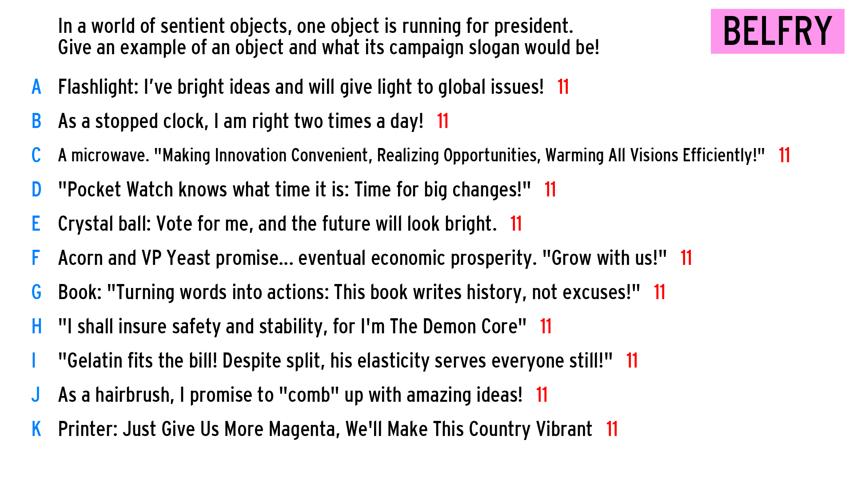 In a world of sentient objects, one object is running for president.
Give an example of an object and what its campaign slogan would be!
BELFRY
A Flashlight: I've bright ideas and will give light to global issues! 11
B As a stopped clock, I am right two times a day! 11
C A microwave. "Making Innovation Convenient, Realizing Opportunities, Warming All Visions Efficiently!" 11
D "Pocket Watch knows what time it is: Time for big changes!" 11
E Crystal ball: Vote for me, and the future will look bright. 11
F Acorn and VP Yeast promise... eventual economic prosperity. "Grow with us!" 11
G Book: "Turning words into actions: This book writes history, not excuses!" 11
H "I shall insure safety and stability, for I'm The Demon Core" 11
I "Gelatin fits the bill! Despite split, his elasticity serves everyone still!" 11
J As a hairbrush, I promise to "comb" up with amazing ideas! 11
K Printer: Just Give Us More Magenta, We'll Make This Country Vibrant 11